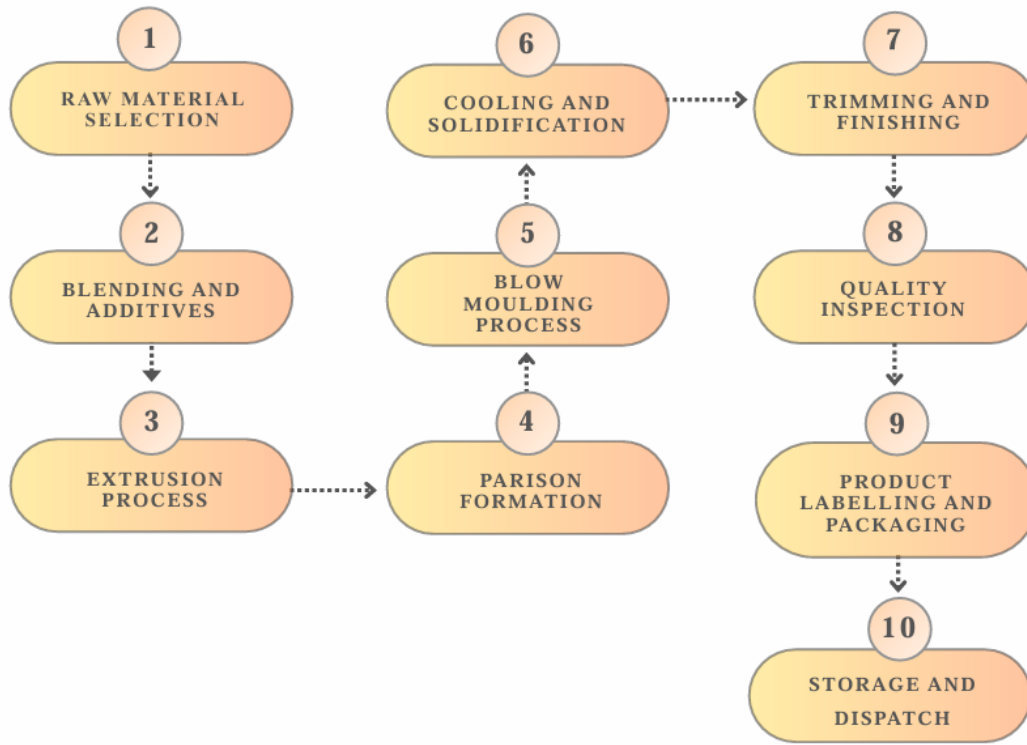 1
RAW MATERIAL
SELECTION
2
BLENDING AND
ADDITIVES
3
EXTRUSION
PROCESS
4
PARISON
FORMATION
5
BLOW
MOULDING
PROCESS
6
COOLING AND
SOLIDIFICATION
7
TRIMMING AND
FINISHING
8
QUALITY
INSPECTION
9
PRODUCT
LABELLING AND
PACKAGING
10
STORAGE AND
DISPATCH